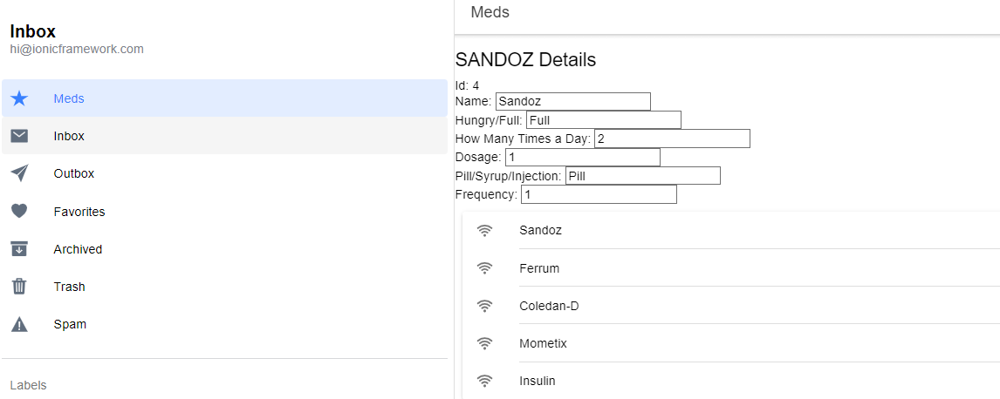 Inbox
hi@ionicframework.com
Meds
Inbox
Outbox
Favorites
Archived
Trash
Spam
Labels
Meds
SANDOZ Details
Id: 4
Name: Sandoz
Hungry/Full: Full
How Many Times a Day: 2
Dosage: 1
Pill/Syrup/Injection: Pill
Frequency: 1
Sandoz
Ferrum
Coledan-D
Mometix
Insulin